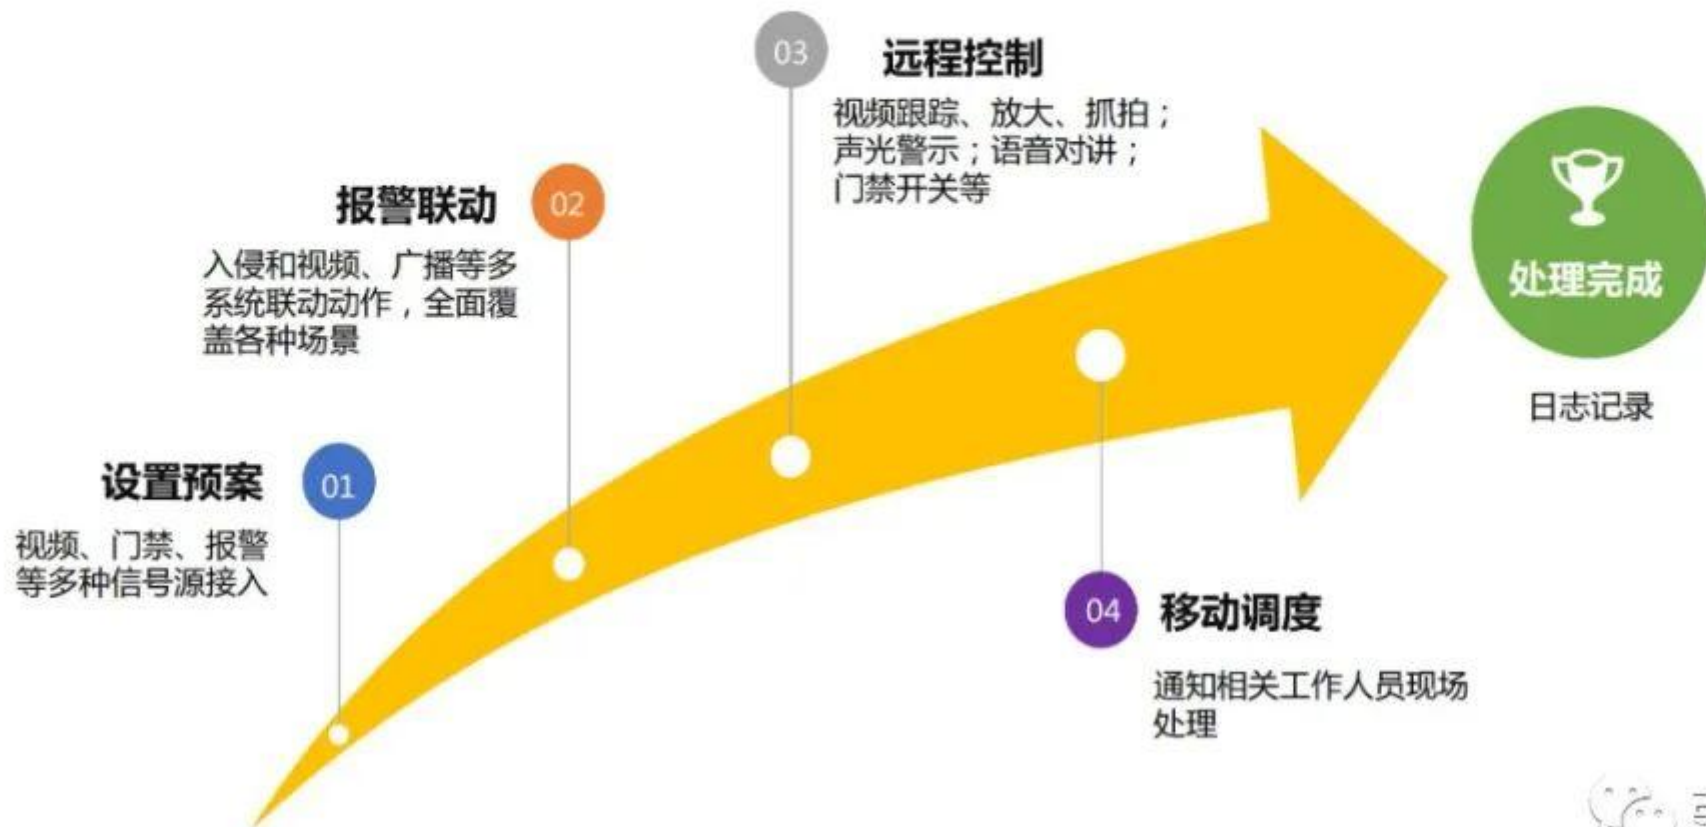 03
远程控制
视频跟踪、放大、抓拍；
声光警示；语音对讲；
门禁开关等
报警联动
02
入侵和视频、广播等多
系统联动动作，全面覆
盖各种场景
处理完成
日志记录
设置预案
01
视频、门禁、报警
等多种信号源接入
04
移动调度
通知相关工作人员现场
处理